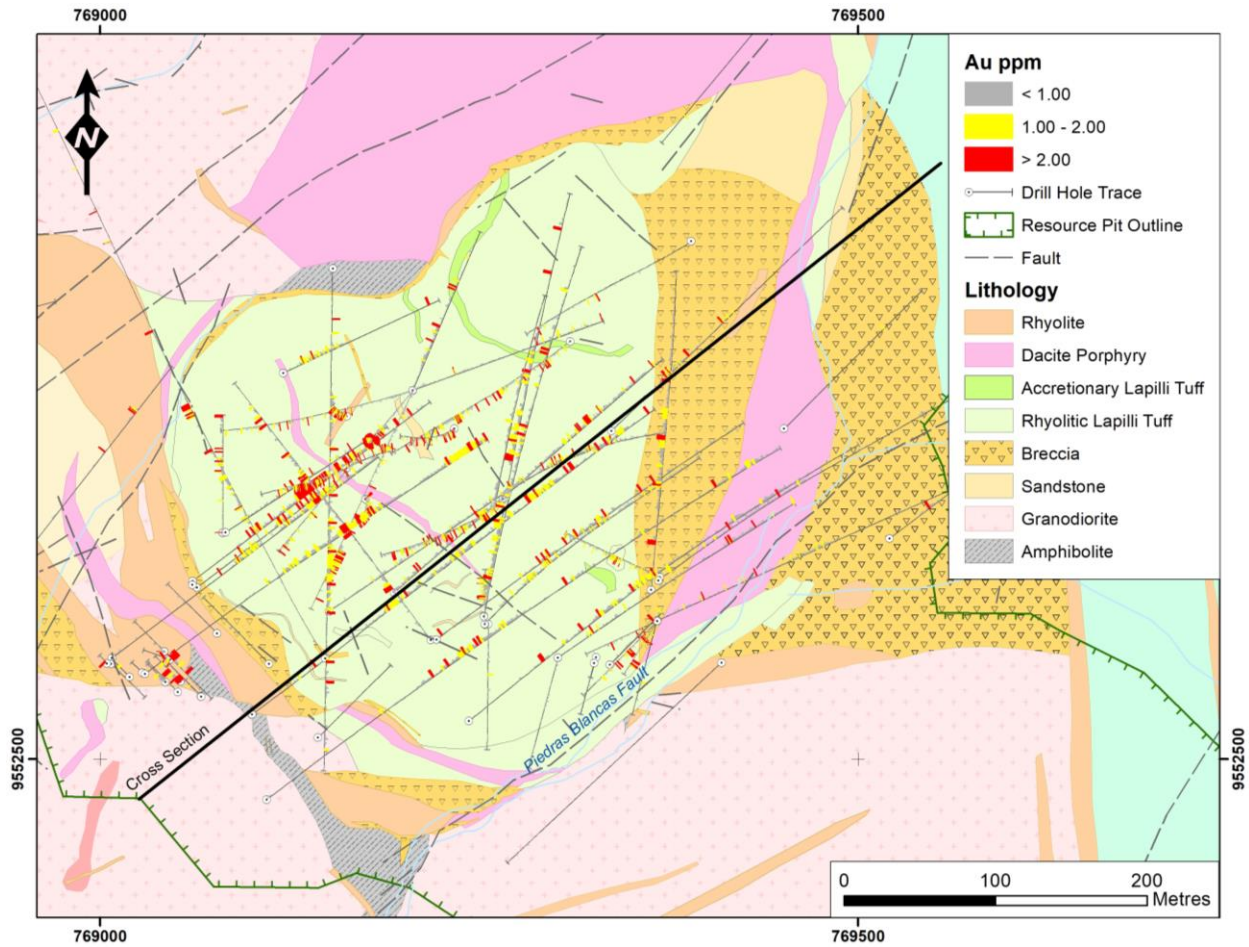 769000
769500
N
Au ppm
< 1.00
1.00 - 2.00
> 2.00
Drill Hole Trace
Resource Pit Outline
Fault
Lithology
Rhyolite
Dacite Porphyry
Accretionary Lapilli Tuff
Rhyolitic Lapilli Tuff
Breccia
Sandstone
Granodiorite
Amphibolite
Piedras Blancas Fault
Cross Section
9552500
9552500
0
100
200
Metres
769000
769500